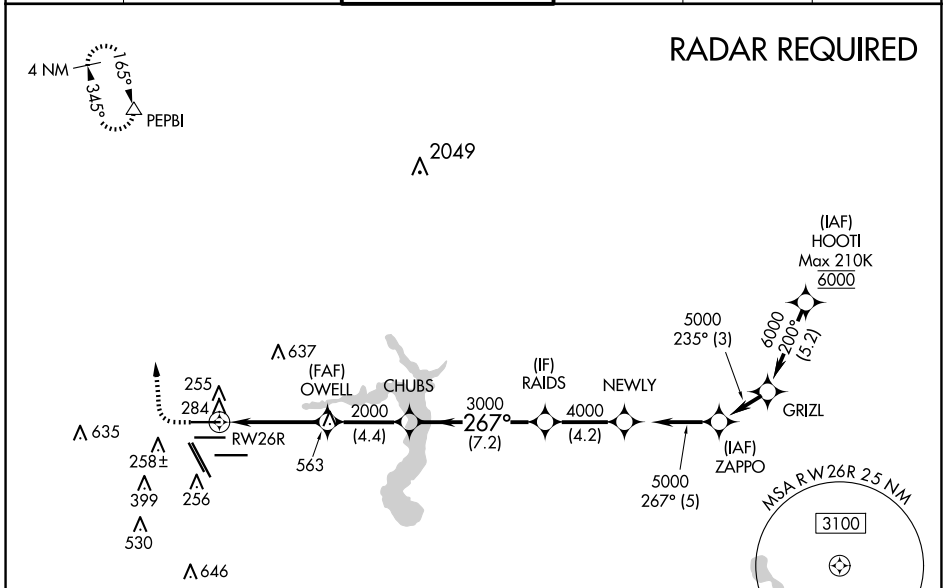 RADAR REQUIRED
4 NM
165°
345°
PEPBI
2049
(IAF)
HOOTI
Max 210K
6000
6000
200°
(5.2)
5000
235° (3)
GRIZL
637
(FAF)
OWELL
CHUBS
(IF)
RAIDS
NEWLY
255
284
2000
(4.4)
3000
267°
(7.2)
4000
(4.2)
(IAF)
ZAPPO
635
RW26R
563
5000
267° (5)
258±
399
256
530
646
MSA RW26R 25 NM
3100